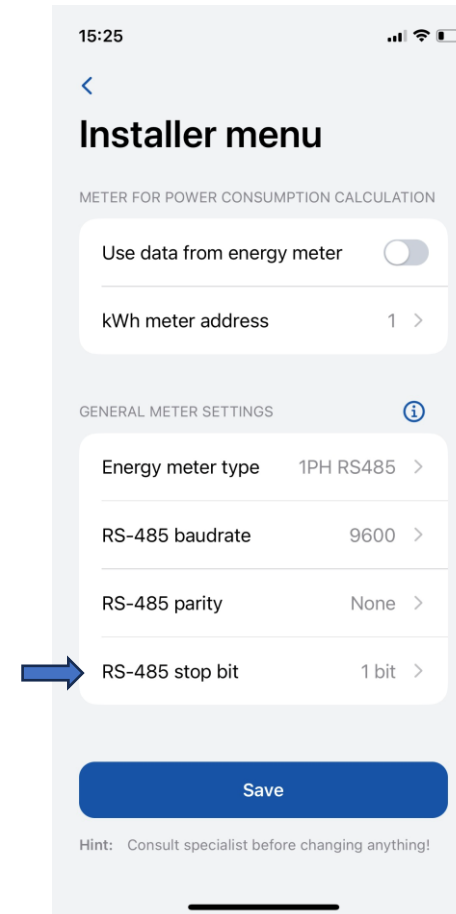 15:25
Installer menu
METER FOR POWER CONSUMPTION CALCULATION
Use data from energy meter
kWh meter address 1
GENERAL METER SETTINGS
Energy meter type 1PH RS485
RS-485 baudrate 9600
RS-485 parity None
RS-485 stop bit 1 bit
Save
Hint: Consult specialist before changing anything!